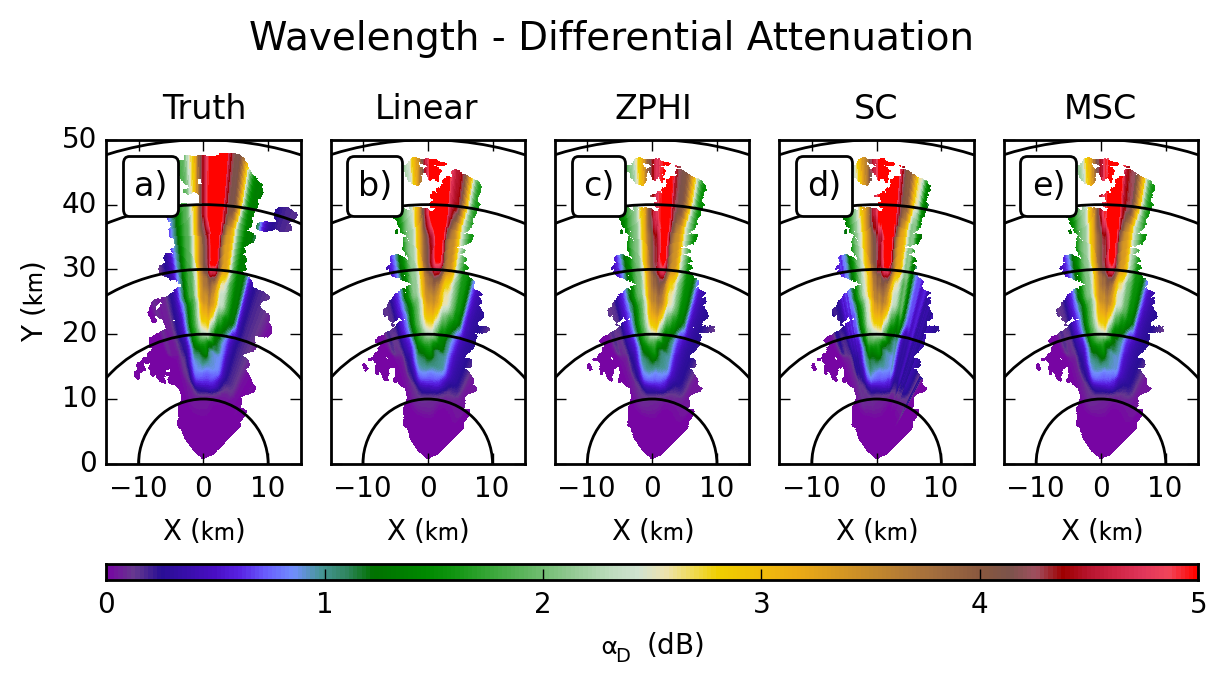 Wavelength - Differential Attenuation
Truth Linear ZPHI SC MSC
50
40
30
20
10
0
Y (km)
a) b) c) d) e)
−10 0 10 −10 0 10 −10 0 10 −10 0 10 −10 0 10
X (km) X (km) X (km) X (km) X (km)
0 1 2 3 4 5
αD (dB)